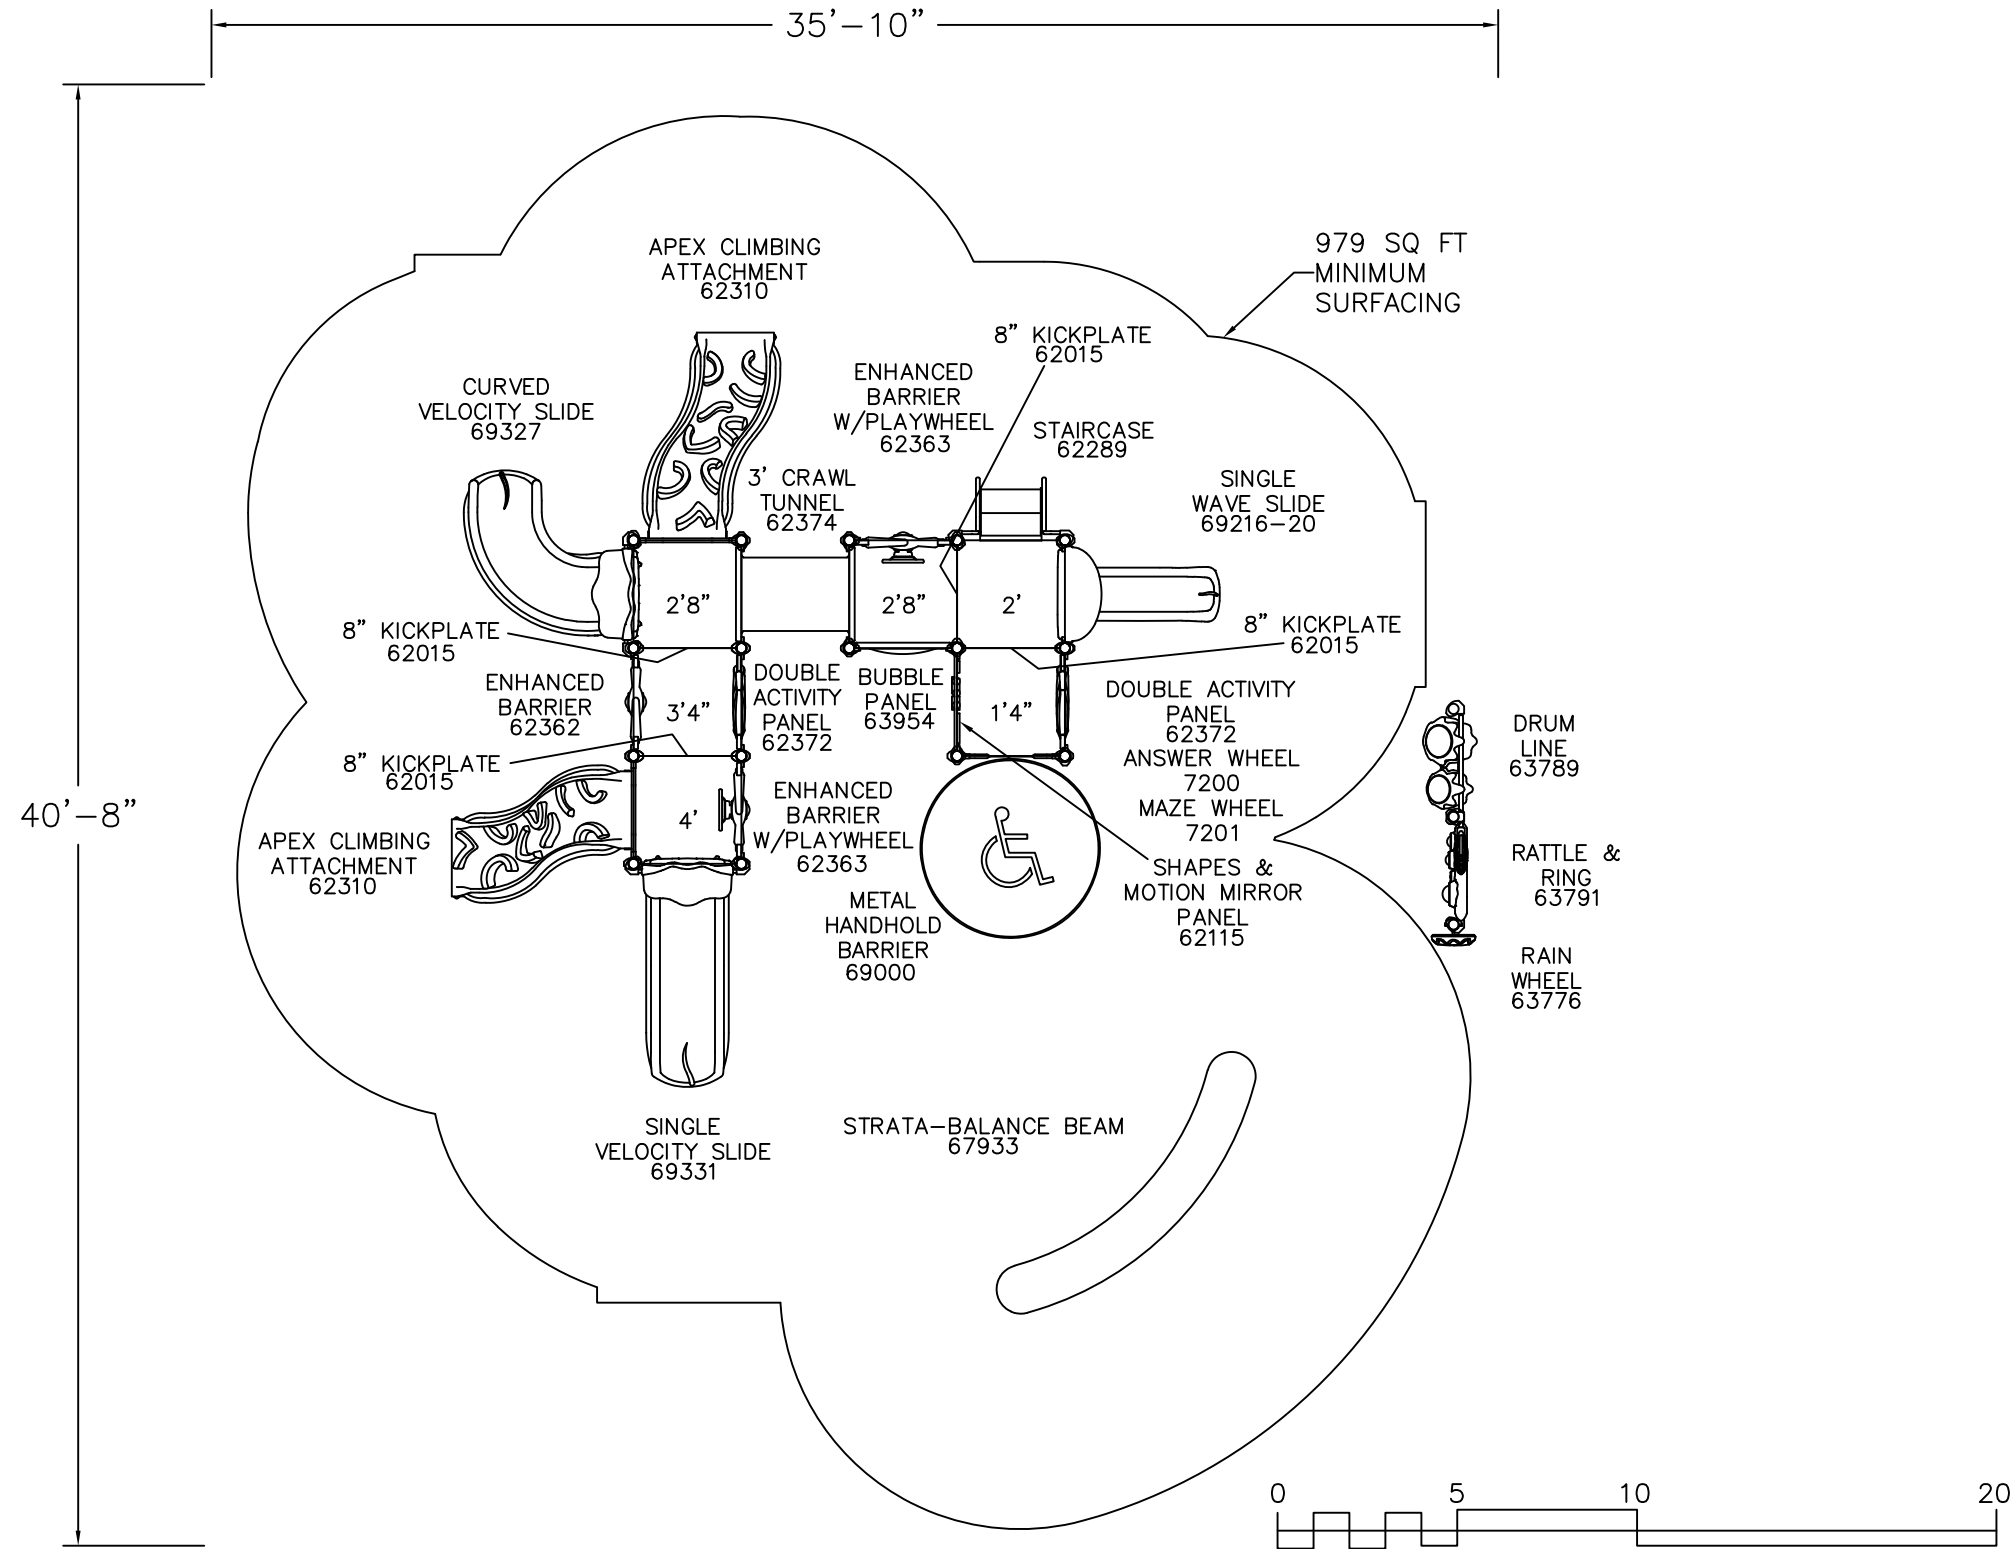 35'-10"
979 SQ FT
MINIMUM
SURFACING
APEX CLIMBING
ATTACHMENT
62310
8" KICKPLATE
62015
ENHANCED
BARRIER
W/PLAYWHEEL
62363
CURVED
VELOCITY SLIDE
69327
STAIRCASE
62289
3' CRAWL
TUNNEL
62374
SINGLE
WAVE SLIDE
69216-20
2'8"
2'8"
2'
8" KICKPLATE
62015
8" KICKPLATE
62015
ENHANCED
BARRIER
62362
3'4"
DOUBLE
ACTIVITY
PANEL
62372
BUBBLE
PANEL
63954
1'4"
DOUBLE ACTIVITY
PANEL
62372
ANSWER WHEEL
7200
MAZE WHEEL
7201
DRUM
LINE
63789
8" KICKPLATE
62015
40'-8"
4'
ENHANCED
BARRIER
W/PLAYWHEEL
62363
APEX CLIMBING
ATTACHMENT
62310
SHAPES &
MOTION MIRROR
PANEL
62115
RATTLE &
RING
63791
METAL
HANDHOLD
BARRIER
69000
RAIN
WHEEL
63776
SINGLE
VELOCITY SLIDE
69331
STRATA-BALANCE BEAM
67933
0 5 10 20